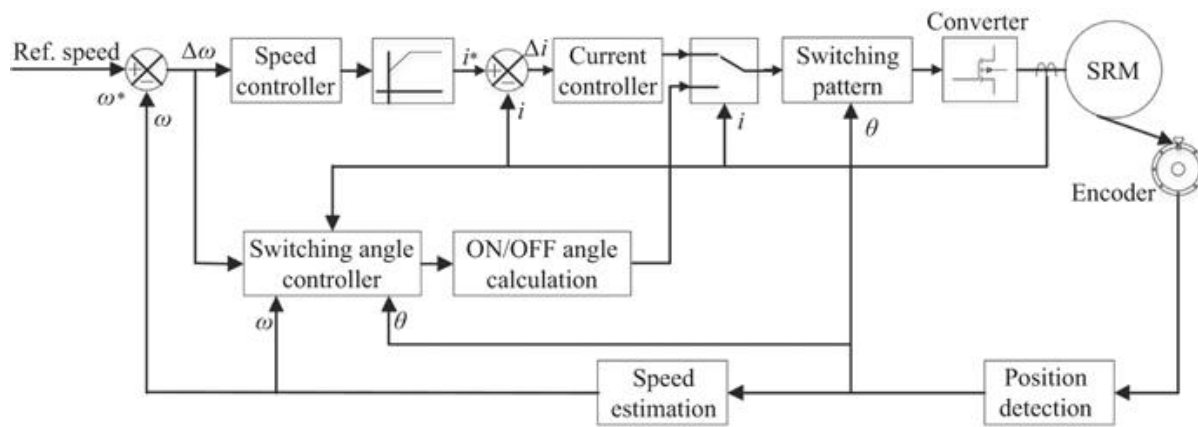 Converter
Ref. speed
Δω
Speed
controller
i*
Δi
Current
controller
Switching
pattern
SRM
ω*
ω
i
i
θ
Encoder
Switching angle
controller
ON/OFF angle
calculation
ω
θ
Speed
estimation
Position
detection
+
−
+
−